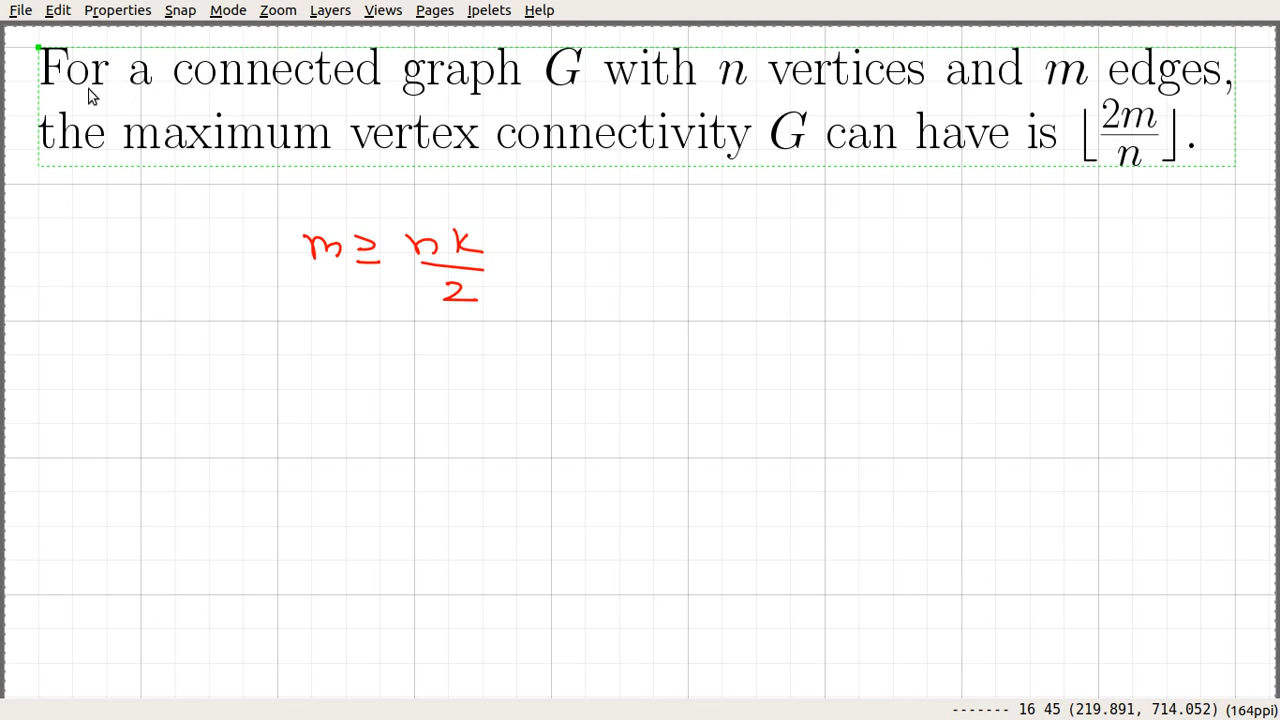 File Edit Properties Snap Mode Zoom Layers Views Pages Ipelets Help
For a connected graph G with n vertices and m edges,
the maximum vertex connectivity G can have is ⌊2m/n⌋.
m ≥ nk/2
------- 16 45 (219.891, 714.052) (164ppi)